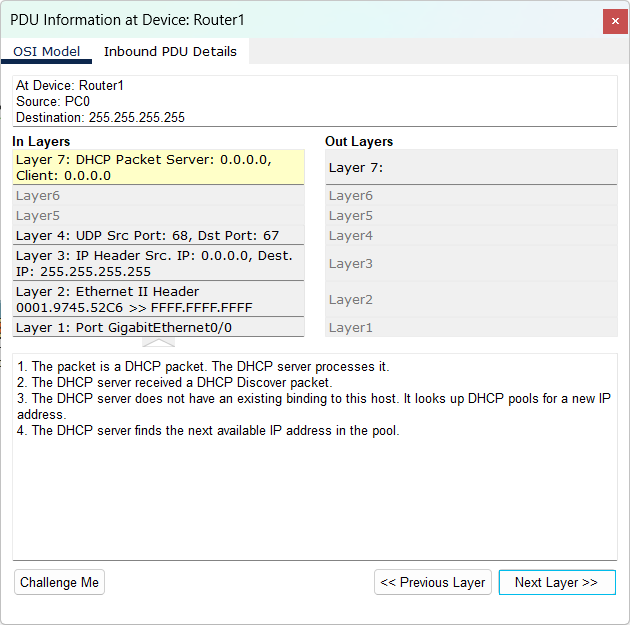 PDU Information at Device: Router1
OSI Model
Inbound PDU Details
At Device: Router1
Source: PC0
Destination: 255.255.255.255
In Layers
Layer 7: DHCP Packet Server: 0.0.0.0,
Client: 0.0.0.0
Layer6
Layer5
Layer 4: UDP Src Port: 68, Dst Port: 67
Layer 3: IP Header Src. IP: 0.0.0.0, Dest.
IP: 255.255.255.255
Layer 2: Ethernet II Header
0001.9745.52C6 >> FFFF.FFFF.FFFF
Layer 1: Port GigabitEthernet0/0
Out Layers
Layer 7:
Layer6
Layer5
Layer4
Layer3
Layer2
Layer1
1. The packet is a DHCP packet. The DHCP server processes it.
2. The DHCP server received a DHCP Discover packet.
3. The DHCP server does not have an existing binding to this host. It looks up DHCP pools for a new IP
address.
4. The DHCP server finds the next available IP address in the pool.
Challenge Me
<< Previous Layer
Next Layer >>